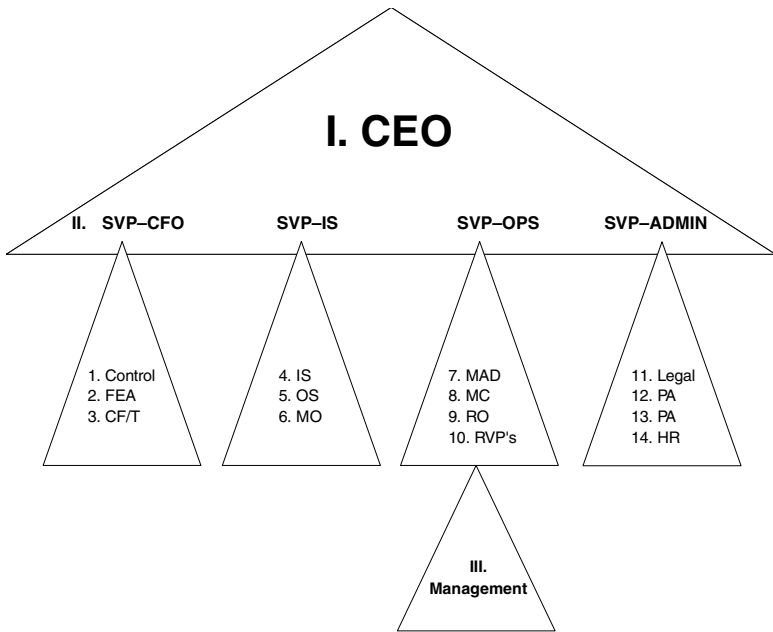 I. CEO
II. SVP–CFO SVP–IS SVP–OPS SVP–ADMIN
1. Control
2. FEA
3. CF/T
4. IS
5. OS
6. MO
7. MAD
8. MC
9. RO
10. RVP's
11. Legal
12. PA
13. PA
14. HR
III.
Management